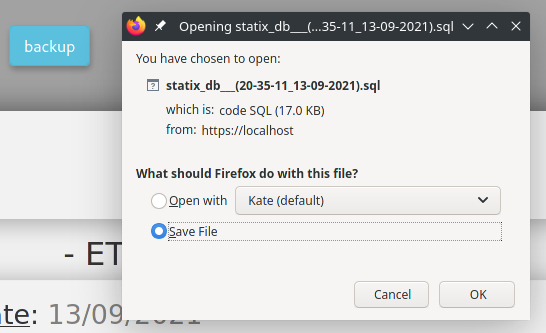 backup
Opening statix_db___(...35-11_13-09-2021).sql
You have chosen to open:
statix_db___(20-35-11_13-09-2021).sql
which is: code SQL (17.0 KB)
from: https://localhost
What should Firefox do with this file?
Open with Kate (default)
Save File
Cancel OK
- ET
ate: 13/09/2021